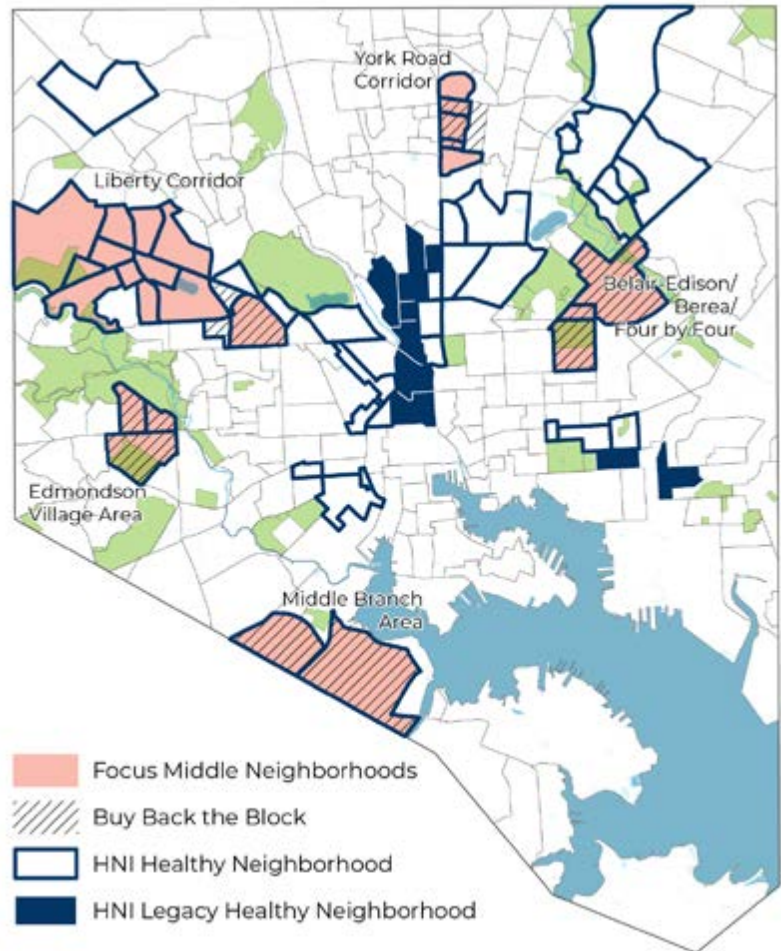 York Road
Corridor
Liberty Corridor
Belair-Edison/
Berea/
Four by Four
Edmondson
Village Area
Middle Branch
Area
Focus Middle Neighborhoods
Buy Back the Block
HNI Healthy Neighborhood
HNI Legacy Healthy Neighborhood